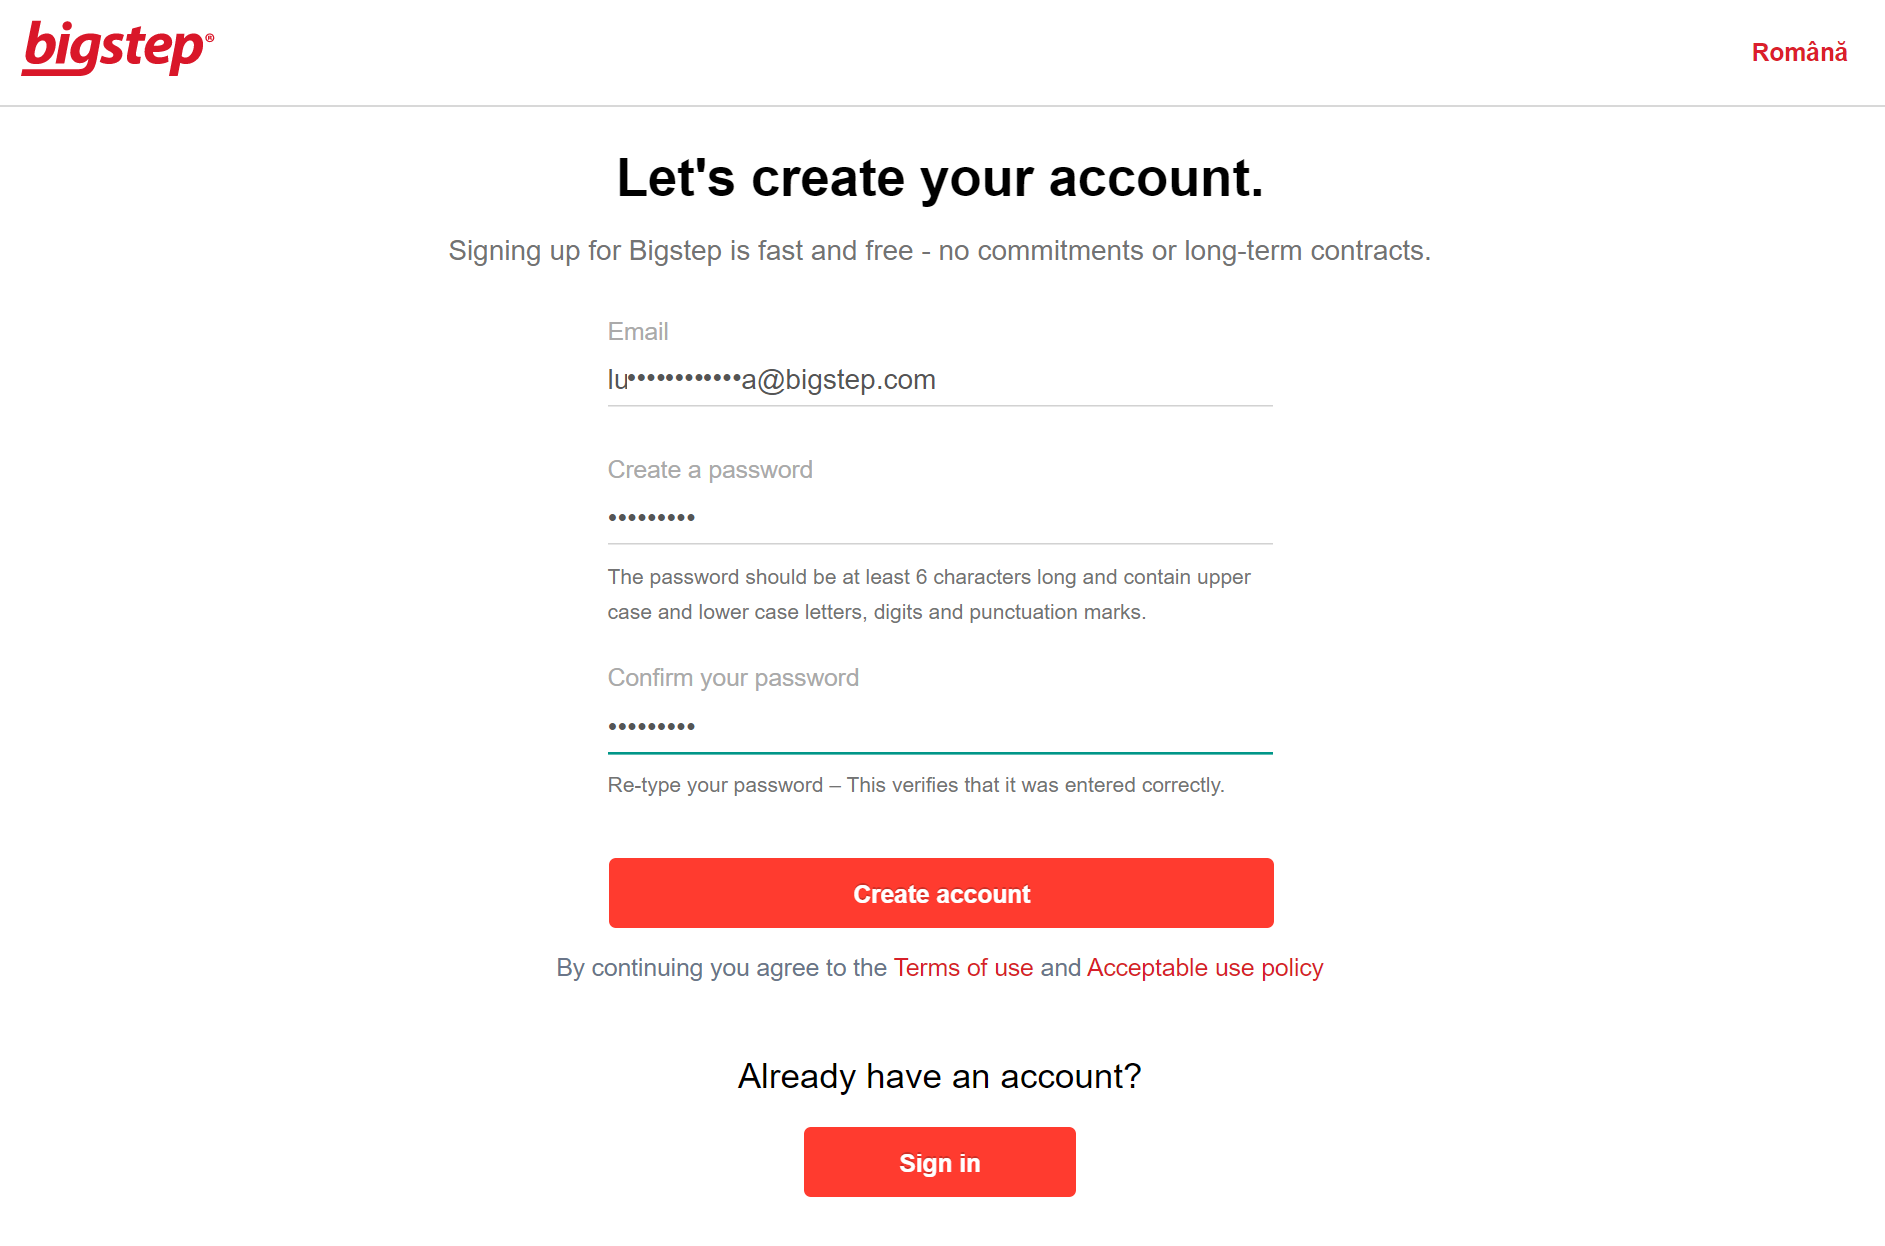 bigstep®
Română
Let's create your account.
Signing up for Bigstep is fast and free - no commitments or long-term contracts.
Email
lu••••••••••••a@bigstep.com
Create a password
•••••••••
The password should be at least 6 characters long and contain upper
case and lower case letters, digits and punctuation marks.
Confirm your password
•••••••••
Re-type your password – This verifies that it was entered correctly.
Create account
By continuing you agree to the Terms of use and Acceptable use policy
Already have an account?
Sign in